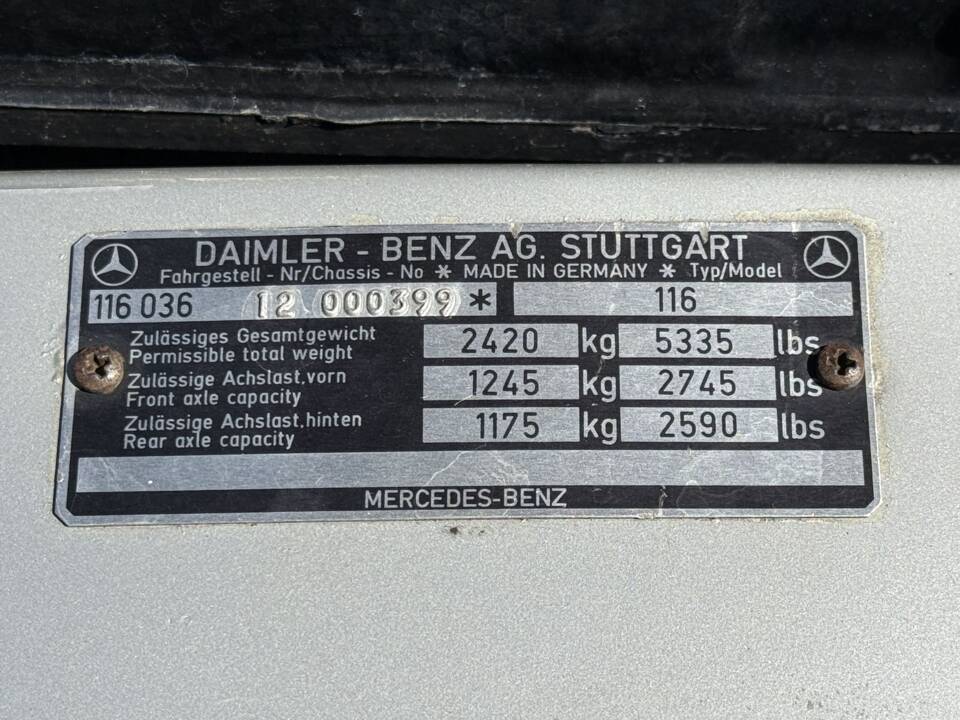 DAIMLER - BENZ AG. STUTTGART
Fahrgestell - Nr/Chassis - No * MADE IN GERMANY * Typ/Model
116 036 12 000399 * 116
Zulässiges Gesamtgewicht
Permissible total weight 2420 kg 5335 lbs
Zulässige Achslast,vorn
Front axle capacity 1245 kg 2745 lbs
Zulässige Achslast,hinten
Rear axle capacity 1175 kg 2590 lbs
MERCEDES-BENZ